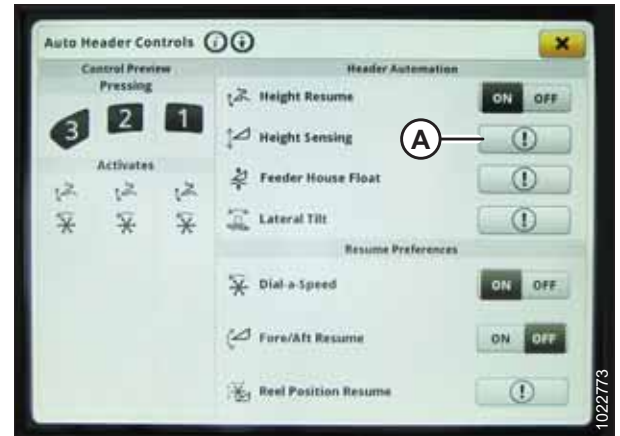 Auto Header Controls
Control Preview
Pressing
3 2 1
Activates
Header Automation
Height Resume ON OFF
Height Sensing A
Feeder House Float
Lateral Tilt
Resume Preferences
Dial-a-Speed ON OFF
Fore/Aft Resume ON OFF
Reel Position Resume
1022773